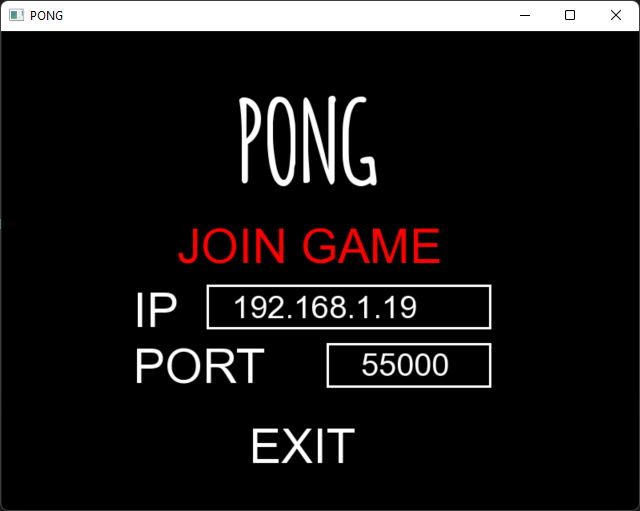 PONG
PONG
JOIN GAME
IP 192.168.1.19
PORT 55000
EXIT